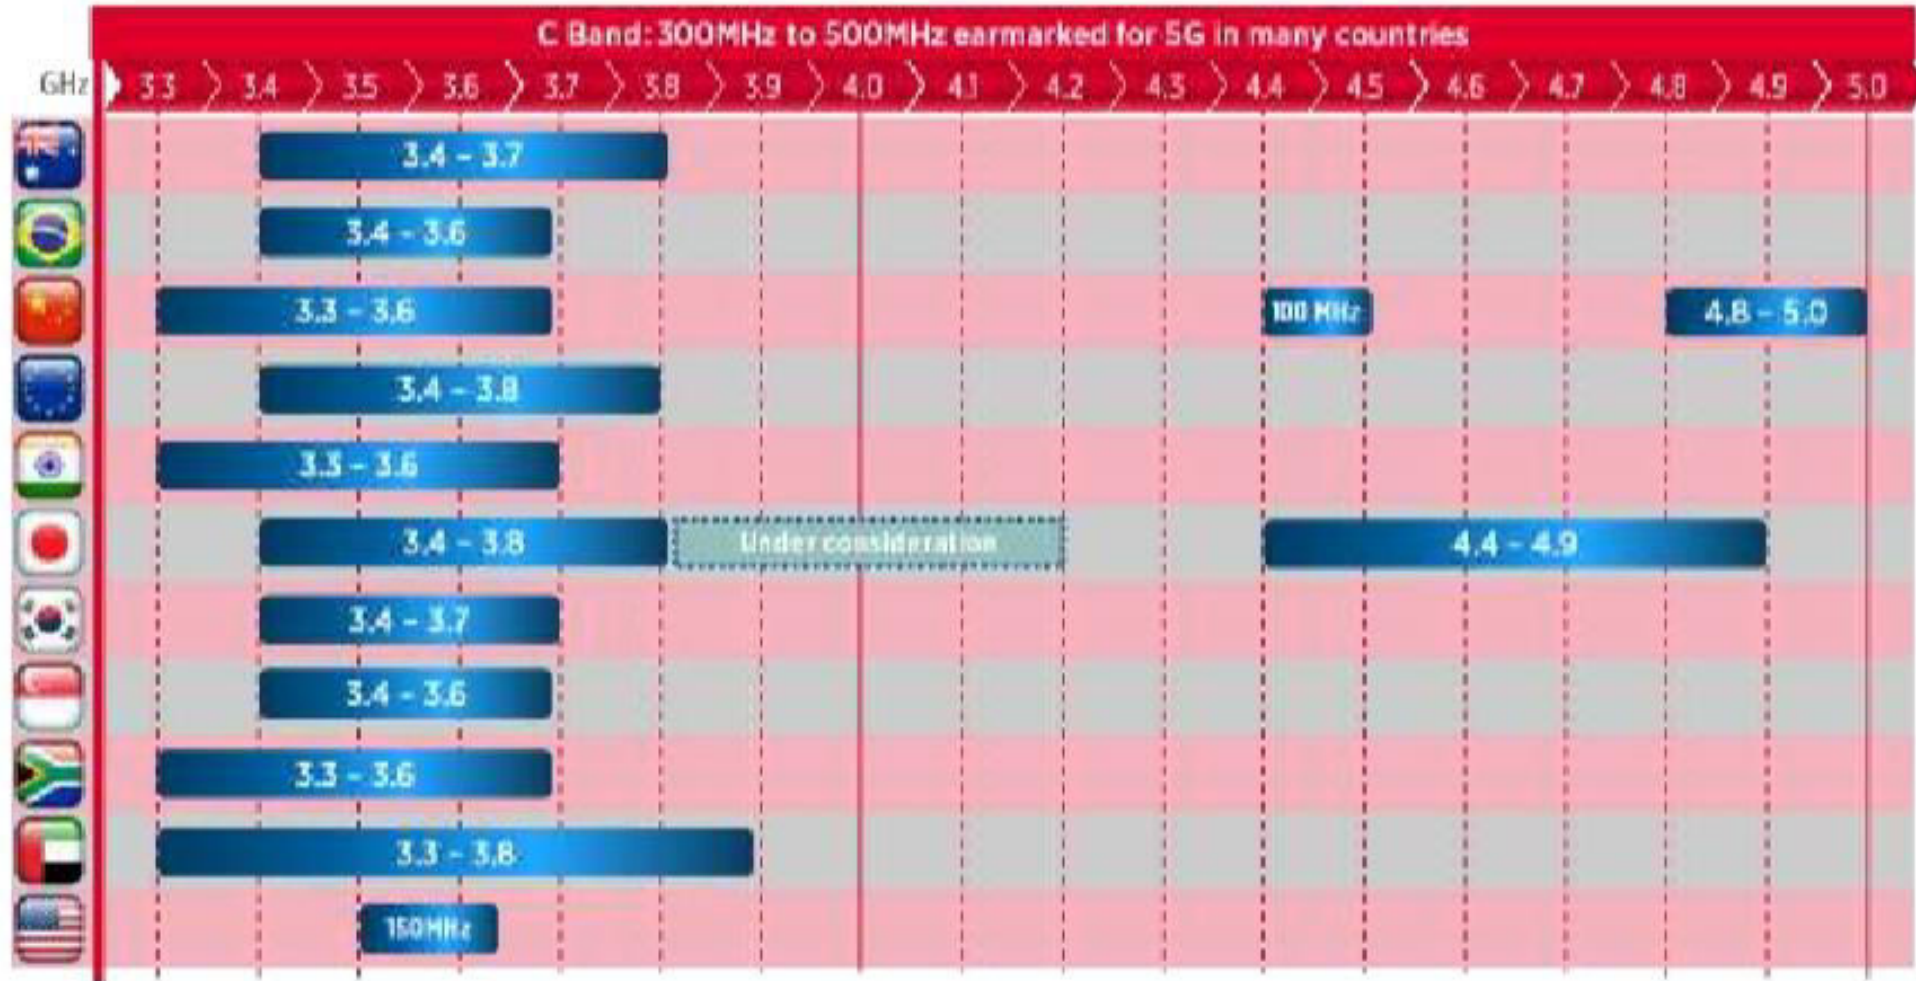 C Band: 300MHz to 500MHz earmarked for 5G in many countries
GHz 3.3 3.4 3.5 3.6 3.7 3.8 3.9 4.0 4.1 4.2 4.3 4.4 4.5 4.6 4.7 4.8 4.9 5.0
3.4 – 3.7
3.4 – 3.6
3.3 – 3.6 100 MHz 4.8 – 5.0
3.4 – 3.8
3.3 – 3.6
3.4 – 3.8 Under consideration 4.4 – 4.9
3.4 – 3.7
3.4 – 3.6
3.3 – 3.6
3.3 – 3.8
150MHz